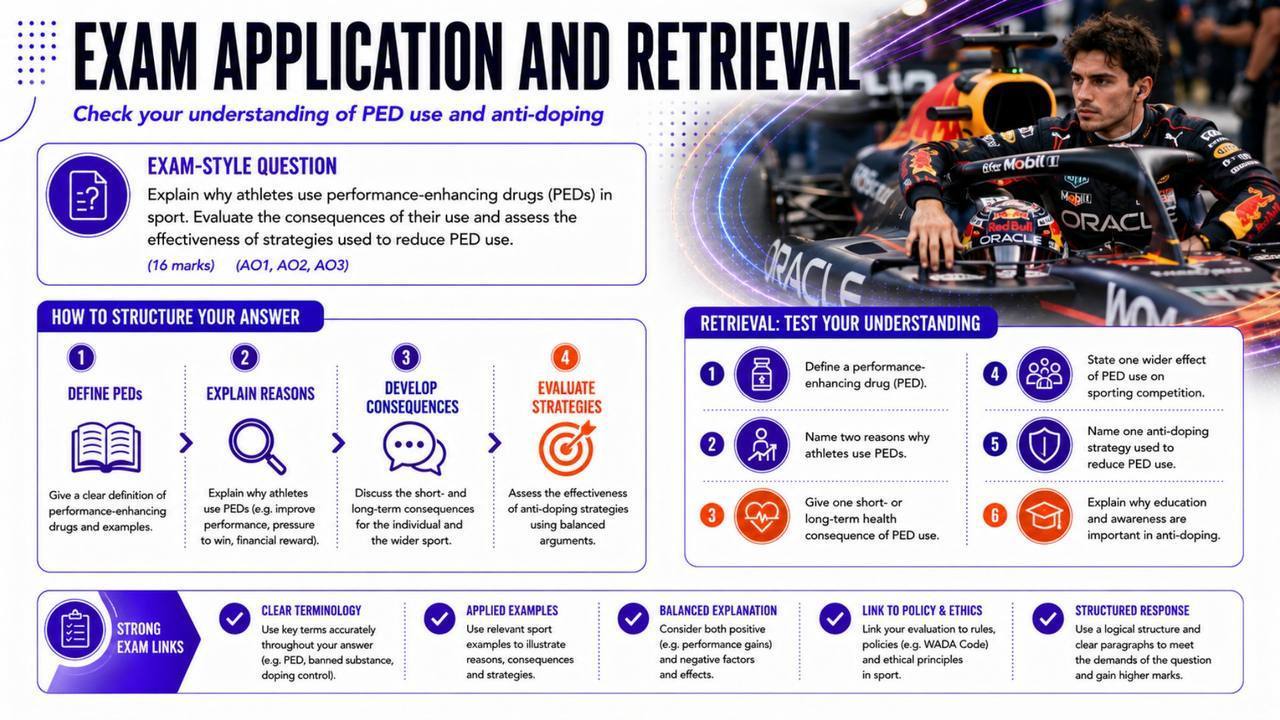 EXAM APPLICATION AND RETRIEVAL
Check your understanding of PED use and anti-doping
EXAM-STYLE QUESTION
Explain why athletes use performance-enhancing drugs (PEDs) in
sport. Evaluate the consequences of their use and assess the
effectiveness of strategies used to reduce PED use.
(16 marks) (AO1, AO2, AO3)
Mobil 1
Mobil
ORACLE
Red Bull
ORACLE
ORACLE
HOW TO STRUCTURE YOUR ANSWER
1
DEFINE PEDs
Give a clear definition of
performance-enhancing
drugs and examples.
2
EXPLAIN REASONS
Explain why athletes
use PEDs (e.g. improve
performance, pressure
to win, financial reward).
3
DEVELOP
CONSEQUENCES
Discuss the short- and
long-term consequences
for the individual and
the wider sport.
4
EVALUATE
STRATEGIES
Assess the effectiveness
of anti-doping strategies
using balanced
arguments.
RETRIEVAL: TEST YOUR UNDERSTANDING
1
Define a performance-
enhancing drug (PED).
2
Name two reasons why
athletes use PEDs.
3
Give one short- or
long-term health
consequence of PED use.
4
State one wider effect
of PED use on
sporting competition.
5
Name one anti-doping
strategy used to
reduce PED use.
6
Explain why education
and awareness are
important in anti-doping.
STRONG
EXAM LINKS
CLEAR TERMINOLOGY
Use key terms accurately
throughout your answer
(e.g. PED, banned substance,
doping control).
APPLIED EXAMPLES
Use relevant sport
examples to illustrate
reasons, consequences
and strategies.
BALANCED EXPLANATION
Consider both positive
(e.g. performance gains)
and negative factors
and effects.
LINK TO POLICY & ETHICS
Link your evaluation to rules,
policies (e.g. WADA Code)
and ethical principles
in sport.
STRUCTURED RESPONSE
Use a logical structure and
clear paragraphs to meet
the demands of the question
and gain higher marks.